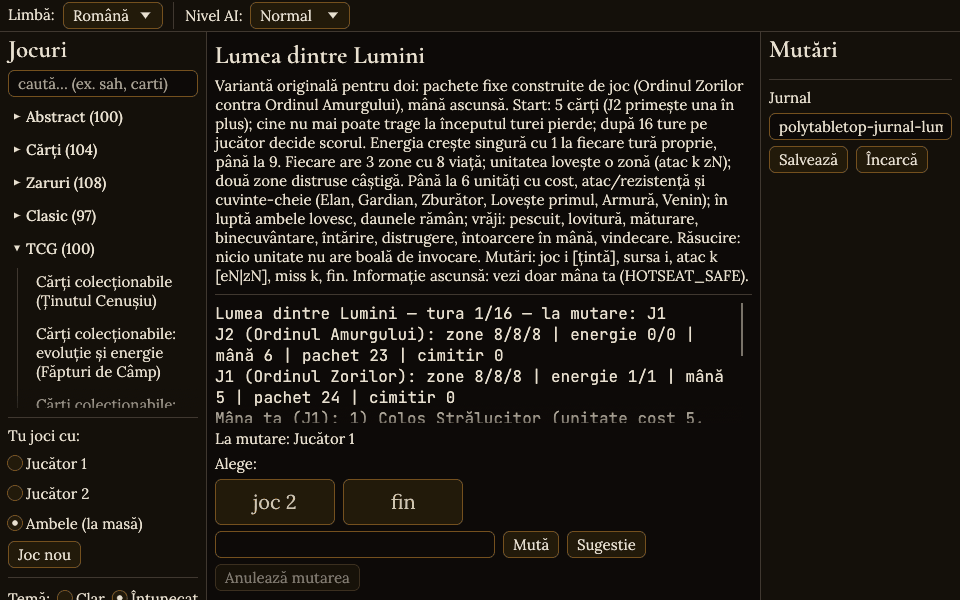 Limbă: Română ▼ Nivel AI: Normal ▼
Jocuri
caută... (ex. sah, carti)
▸ Abstract (100)
▸ Cărți (104)
▸ Zaruri (108)
▸ Clasic (97)
▾ TCG (100)
Cărți colecționabile
(Ținutul Cenușiu)
Cărți colecționabile:
evoluție și energie
(Făpturi de Câmp)
Cărți colecționabile:
Tu joci cu:
Jucător 1
Jucător 2
Ambele (la masă)
Joc nou
Temă: Clar Întunecat
Lumea dintre Lumini
Variantă originală pentru doi: pachete fixe construite de joc (Ordinul Zorilor
contra Ordinul Amurgului), mână ascunsă. Start: 5 cărți (J2 primește una în
plus); cine nu mai poate trage la începutul turei pierde; după 16 ture pe
jucător decide scorul. Energia crește singură cu 1 la fiecare tură proprie,
până la 9. Fiecare are 3 zone cu 8 viață; unitatea lovește o zonă (atac k zN);
două zone distruse câștigă. Până la 6 unități cu cost, atac/rezistență și
cuvinte-cheie (Elan, Gardian, Zburător, Lovește primul, Armură, Venin); în
luptă ambele lovesc, daunele rămân; vrăji: pescuit, lovitură, măturare,
binecuvântare, întărire, distrugere, întoarcere în mână, vindecare. Răsucire:
nicio unitate nu are boală de invocare. Mutări: joc i [țintă], sursa i, atac k
[eN|zN], miss k, fin. Informație ascunsă: vezi doar mâna ta (HOTSEAT_SAFE).
Lumea dintre Lumini — tura 1/16 — la mutare: J1
J2 (Ordinul Amurgului): zone 8/8/8 | energie 0/0 |
mână 6 | pachet 23 | cimitir 0
J1 (Ordinul Zorilor): zone 8/8/8 | energie 1/1 | mână
5 | pachet 24 | cimitir 0
Mâna ta (J1): 1) Colos Strălucitor (unitate cost 5,
La mutare: Jucător 1
Alege:
joc 2 fin
Mută Sugestie
Anulează mutarea
Mutări
Jurnal
polytabletop-jurnal-lum
Salvează Încarcă